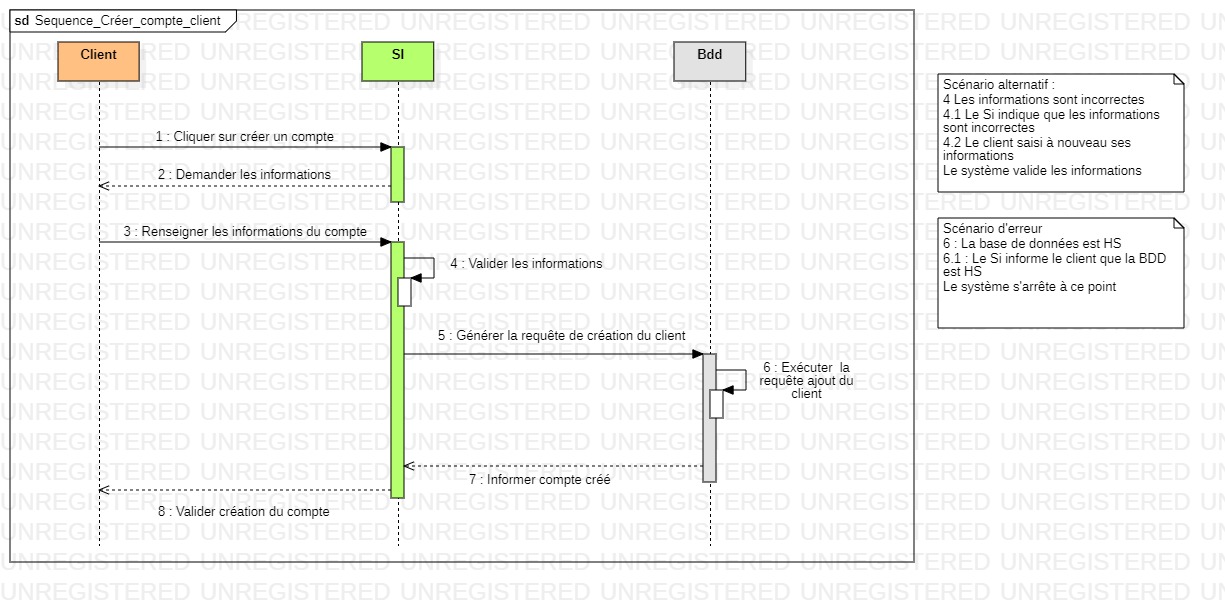 sd Sequence_Créer_compte_client
Client
SI
Bdd
1 : Cliquer sur créer un compte
2 : Demander les informations
3 : Renseigner les informations du compte
4 : Valider les informations
5 : Générer la requête de création du client
6 : Exécuter la
requête ajout du
client
7 : Informer compte créé
8 : Valider création du compte
Scénario alternatif :
4 Les informations sont incorrectes
4.1 Le Si indique que les informations
sont incorrectes
4.2 Le client saisi à nouveau ses
informations
Le système valide les informations
Scénario d'erreur
6 : La base de données est HS
6.1 : Le Si informe le client que la BDD
est HS
Le système s'arrête à ce point
UNREGISTERED